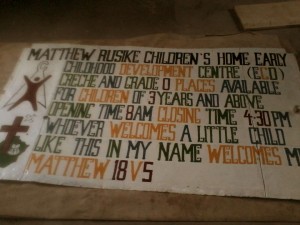 MATTHEW RUSIKE CHILDREN'S HOME EARLY
CHILDHOOD DEVELOPMENT CENTRE (ECD)
CRECHE AND GRADE 0 PLACES AVAILABLE
FOR CHILDREN OF 3 YEARS AND ABOVE
OPENING TIME 8AM CLOSING TIME 4:30PM
"WHOEVER WELCOMES A LITTLE CHILD
LIKE THIS IN MY NAME WELCOMES ME
MATTHEW 18 V 5